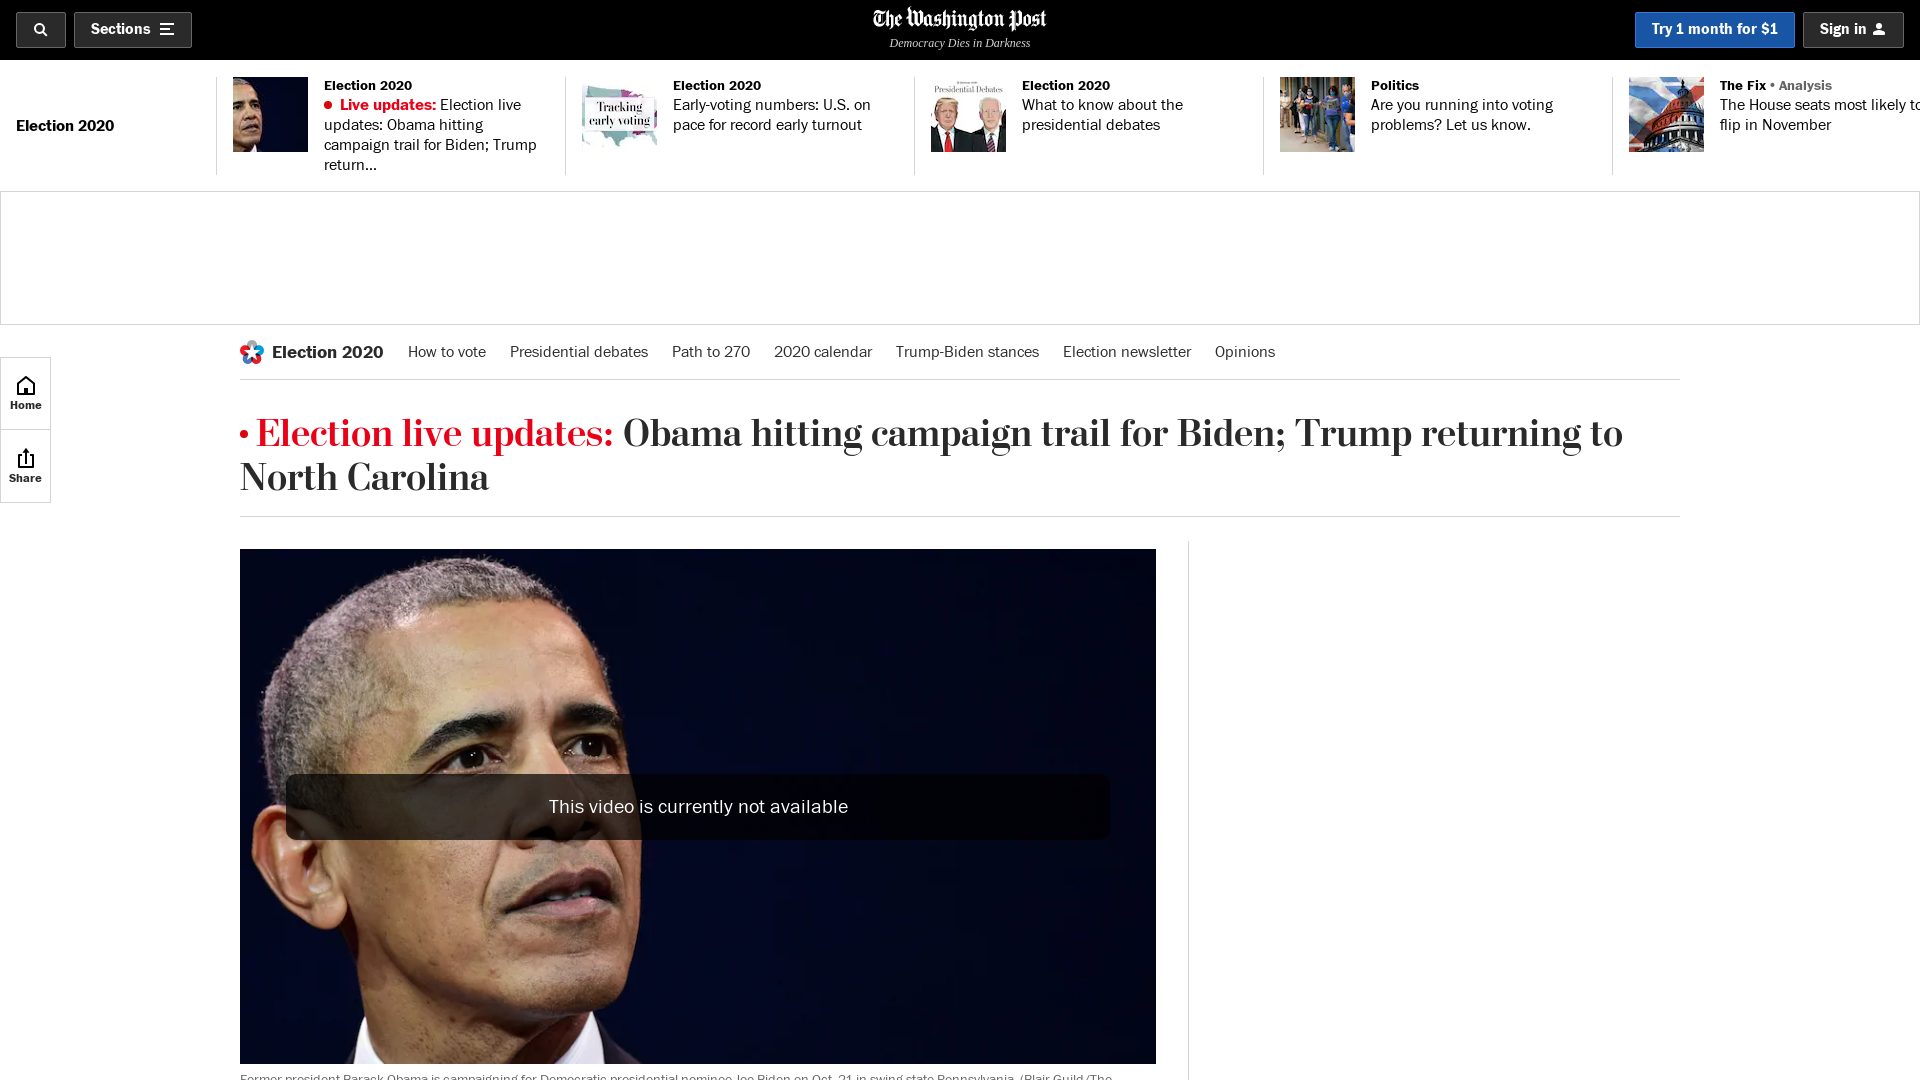 Sections
The Washington Post
Democracy Dies in Darkness
Try 1 month for $1
Sign in
Election 2020
Election 2020
Live updates: Election live
updates: Obama hitting
campaign trail for Biden; Trump
return...
Tracking
early voting
Election 2020
Early-voting numbers: U.S. on
pace for record early turnout
Presidential Debates
Election 2020
What to know about the
presidential debates
Politics
Are you running into voting
problems? Let us know.
The Fix • Analysis
The House seats most likely to
flip in November
Election 2020
How to vote
Presidential debates
Path to 270
2020 calendar
Trump-Biden stances
Election newsletter
Opinions
Home
Share
Election live updates: Obama hitting campaign trail for Biden; Trump returning to
North Carolina
This video is currently not available
Former president Barack Obama is campaigning for Democratic presidential nominee Joe Biden on Oct. 21 in swing state Pennsylvania. (Blair Guild/The